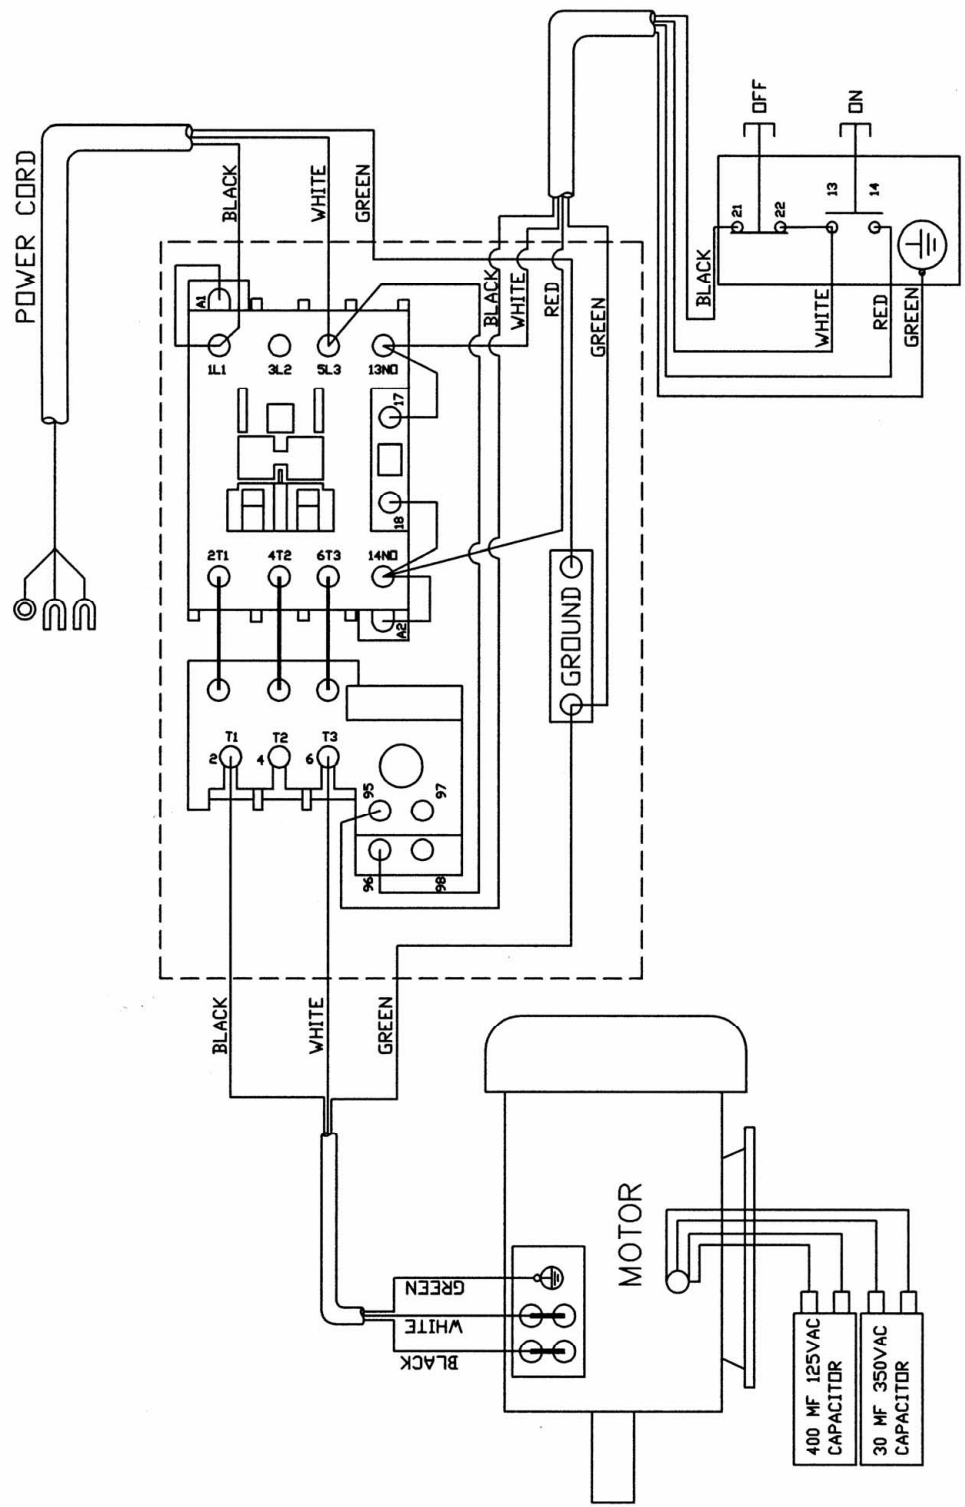 POWER CORD
BLACK
WHITE
GREEN
OFF
ON
21
22
13
14
BLACK
WHITE
RED
GREEN
BLACK
WHITE
RED
GREEN
A1
1L1
3L2
5L3
13NO
17
18
2T1
4T2
6T3
14NO
A2
GROUND
T1
T2
T3
2
4
6
95
97
96
98
BLACK
WHITE
GREEN
MOTOR
GREEN
WHITE
BLACK
400 MF 125VAC
CAPACITOR
30 MF 350VAC
CAPACITOR